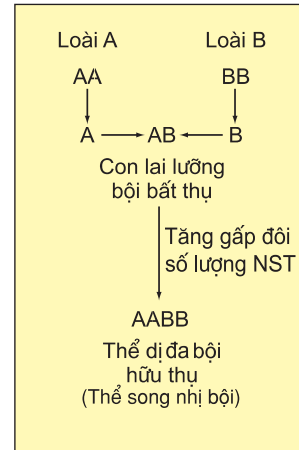 Loài A Loài B
AA BB
A AB B
Con lai lưỡng
bội bất thụ
Tăng gấp đôi
số lượng NST
AABB
Thể dị đa bội
hữu thụ
(Thể song nhị bội)